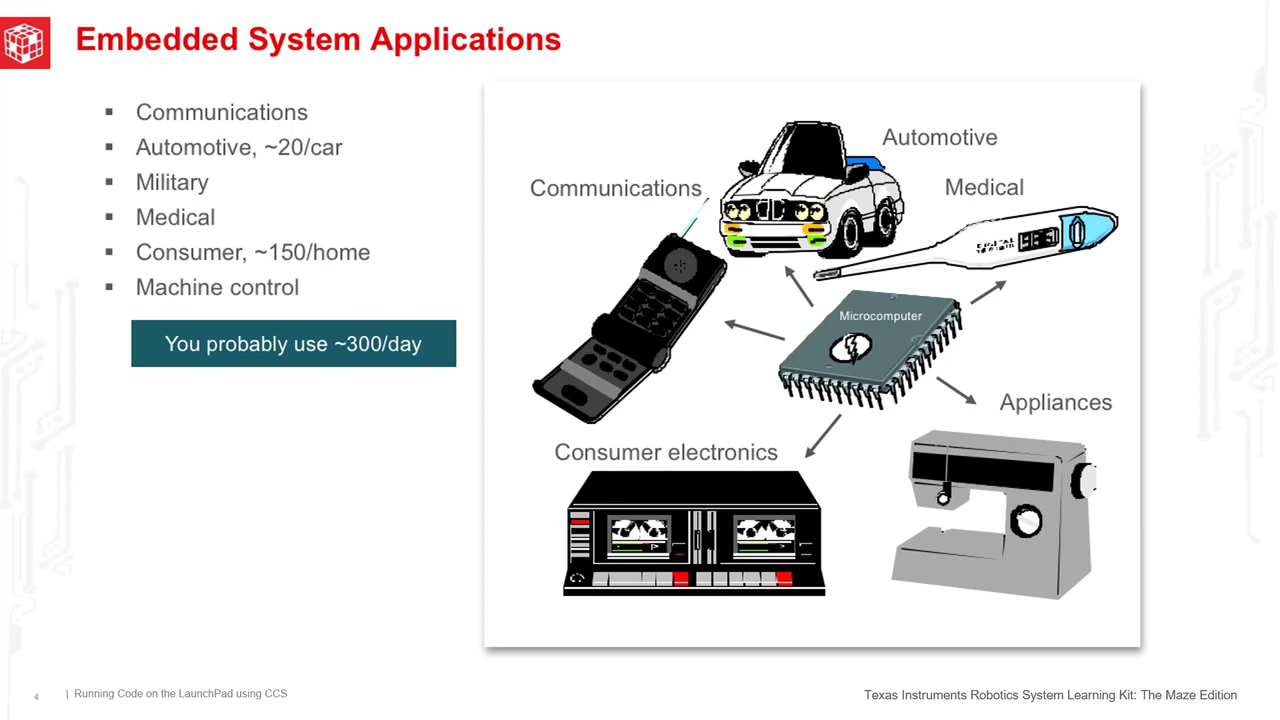 Embedded System Applications
Communications
Automotive, ~20/car
Military
Medical
Consumer, ~150/home
Machine control
You probably use ~300/day
Automotive
Communications
Medical
Microcomputer
Appliances
Consumer electronics
4 | Running Code on the LaunchPad using CCS
Texas Instruments Robotics System Learning Kit: The Maze Edition